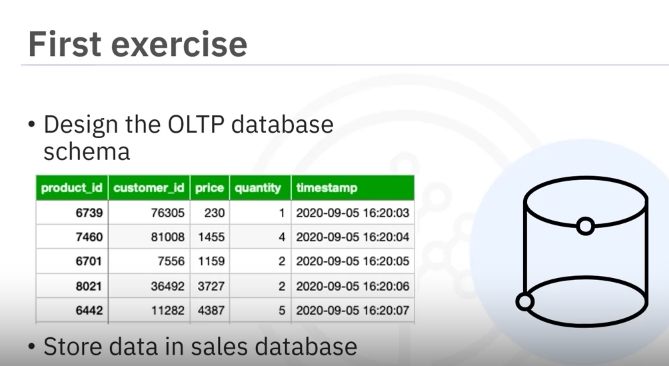 First exercise
• Design the OLTP database
schema
product_id customer_id price quantity timestamp
6739 76305 230 1 2020-09-05 16:20:03
7460 81008 1455 4 2020-09-05 16:20:04
6701 7556 1159 2 2020-09-05 16:20:05
8021 36492 3727 2 2020-09-05 16:20:06
6442 11282 4387 5 2020-09-05 16:20:07
• Store data in sales database